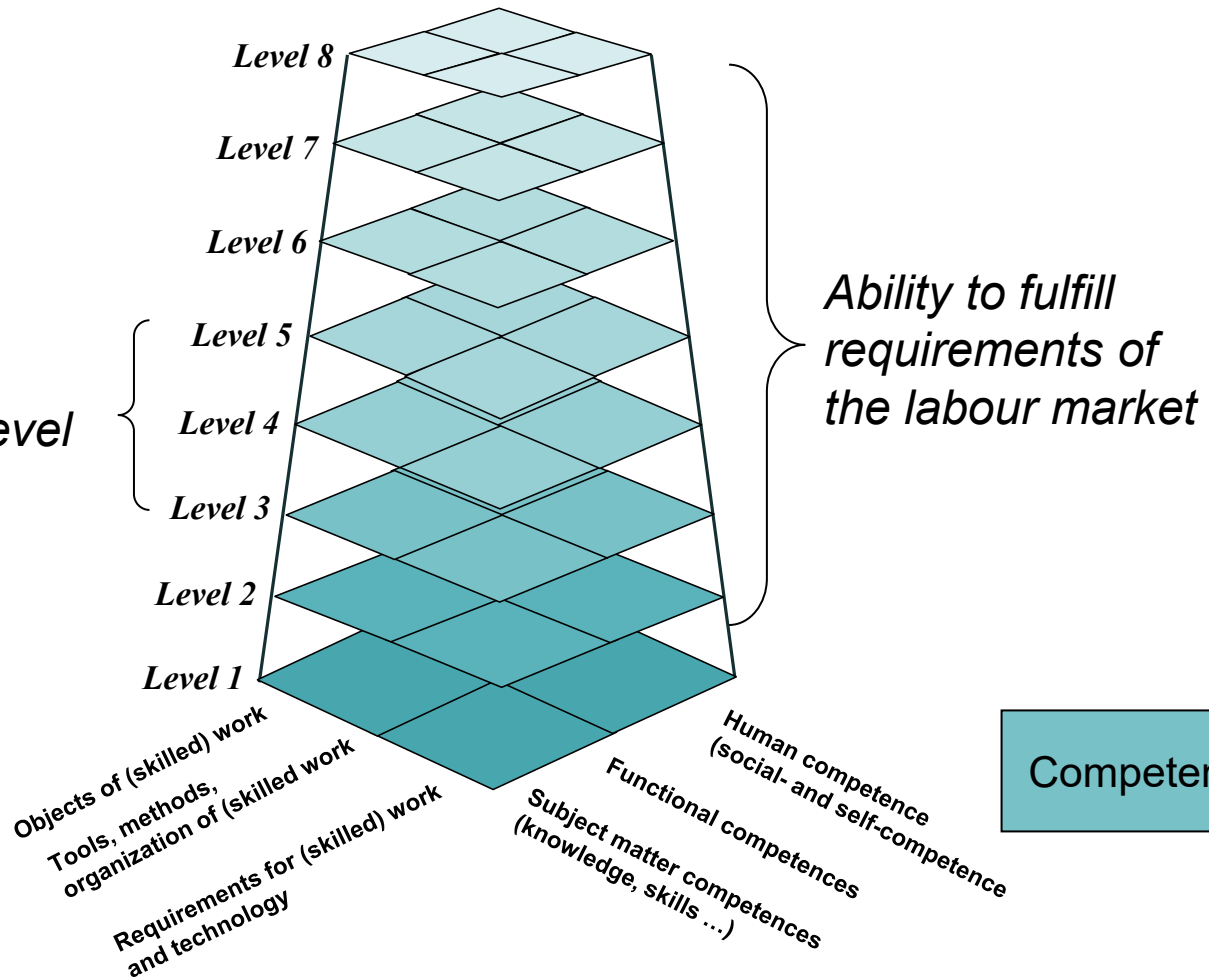 Level 8
Level 7
Level 6
Level 5
Level 4
Level 3
Level 2
Level 1
Ability to fulfill
requirements of
the labour market
Objects of (skilled) work
Tools, methods,
organization of (skilled work
Requirements for (skilled) work
and technology
Human competence
(social- and self-competence
Functional competences
Subject matter competences
(knowledge, skills …)